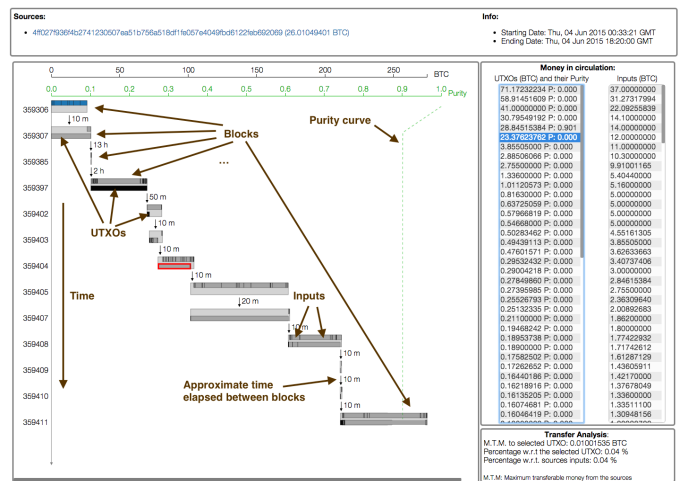 Sources:
• 4ff027f936f4b2741230507ea51b756a518df1fe057e4049fbd6122feb692069 (26.01049401 BTC)
Info:
• Starting Date: Thu, 04 Jun 2015 00:33:21 GMT
• Ending Date: Thu, 04 Jun 2015 18:20:00 GMT
0 50 100 150 200 250 BTC
0.0 0.1 0.2 0.3 0.4 0.5 0.6 0.7 0.8 0.9 1.0 Purity
359306
10 m
359307
13 h
359385
2 h
359397
50 m
359402
10 m
359403
10 m
359404
10 m
359405
20 m
359407
10 m
359408
10 m
359409
10 m
359410
10 m
359411
Blocks
...
Purity curve
UTXOs
Time
Inputs
Approximate time
elapsed between blocks
Money in circulation:
UTXOs (BTC) and their Purity Inputs (BTC)
71.17232234 P: 0.000 37.00000000
58.91451609 P: 0.000 31.27317994
41.00000000 P: 0.000 22.09255839
30.79549192 P: 0.000 14.10000000
28.84515384 P: 0.901 14.00000000
23.37623762 P: 0.000 12.00000000
3.85505000 P: 0.000 11.00000000
2.88506066 P: 0.000 10.30000000
2.75500000 P: 0.000 9.91001165
1.33600000 P: 0.000 5.40440000
1.01120573 P: 0.000 5.16000000
0.81630000 P: 0.000 5.00000000
0.63725059 P: 0.000 5.00000000
0.57966819 P: 0.000 5.00000000
0.54668000 P: 0.000 5.00000000
0.50283462 P: 0.000 4.55161305
0.49439113 P: 0.000 3.85505000
0.47601571 P: 0.000 3.62633663
0.29532432 P: 0.000 3.40737406
0.29004218 P: 0.000 3.00000000
0.27849860 P: 0.000 2.84615384
0.27395985 P: 0.000 2.75500000
0.25526793 P: 0.000 2.36309640
0.25132335 P: 0.000 2.00892683
0.21100000 P: 0.000 1.86200000
0.19468242 P: 0.000 1.80000000
0.18953738 P: 0.000 1.77422932
0.18900000 P: 0.000 1.71742612
0.17582502 P: 0.000 1.61287129
0.17262652 P: 0.000 1.43605911
0.16440186 P: 0.000 1.42170000
0.16218916 P: 0.000 1.37678049
0.16135205 P: 0.000 1.33600000
0.16074681 P: 0.000 1.33511100
0.16046419 P: 0.000 1.30948156
Transfer Analysis:
M.T.M. to selected UTXO: 0.01001535 BTC
Percentage w.r.t the selected UTXO: 0.04 %
Percentage w.r.t. sources inputs: 0.04 %
M.T.M: Maximum transferable money from the sources